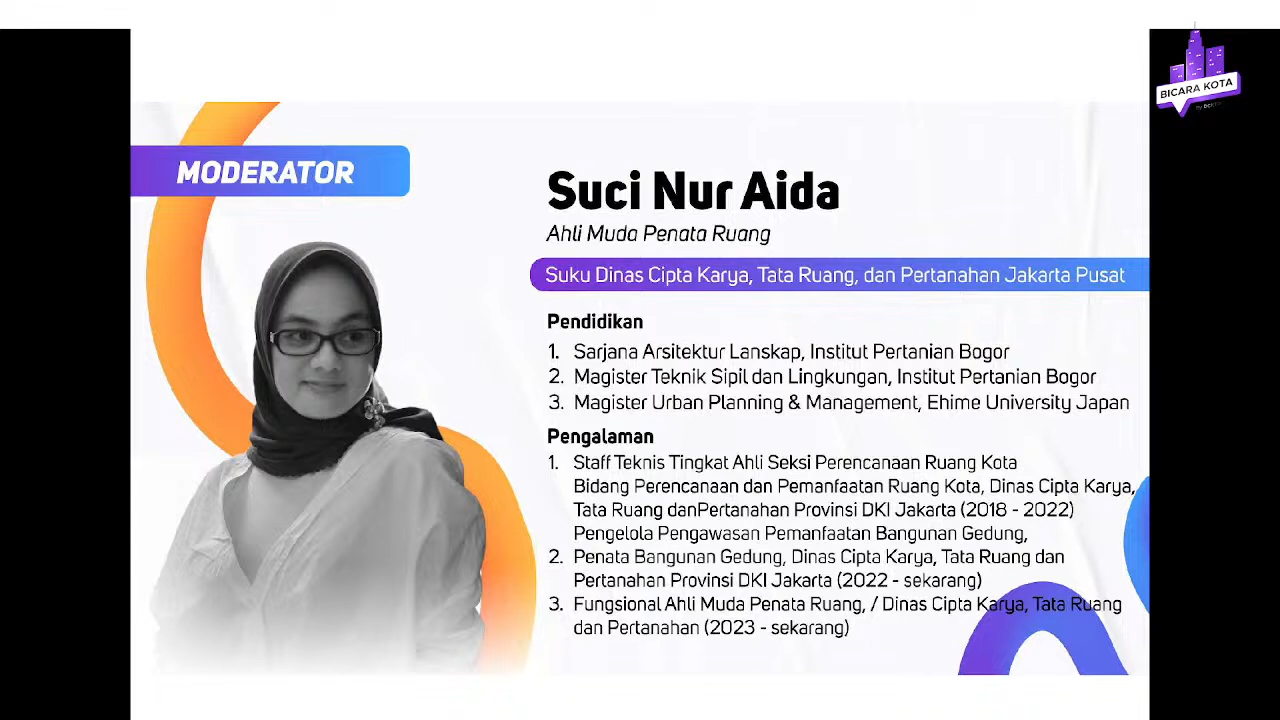 BICARA KOTA
MODERATOR
Suci Nur Aida
Ahli Muda Penata Ruang
Suku Dinas Cipta Karya, Tata Ruang, dan Pertanahan Jakarta Pusat
Pendidikan
1. Sarjana Arsitektur Lanskap, Institut Pertanian Bogor
2. Magister Teknik Sipil dan Lingkungan, Institut Pertanian Bogor
3. Magister Urban Planning & Management, Ehime University Japan
Pengalaman
1. Staff Teknis Tingkat Ahli Seksi Perencanaan Ruang Kota
Bidang Perencanaan dan Pemanfaatan Ruang Kota, Dinas Cipta Karya,
Tata Ruang danPertanahan Provinsi DKI Jakarta (2018 - 2022)
Pengelola Pengawasan Pemanfaatan Bangunan Gedung,
2. Penata Bangunan Gedung, Dinas Cipta Karya, Tata Ruang dan
Pertanahan Provinsi DKI Jakarta (2022 - sekarang)
3. Fungsional Ahli Muda Penata Ruang, / Dinas Cipta Karya, Tata Ruang
dan Pertanahan (2023 - sekarang)